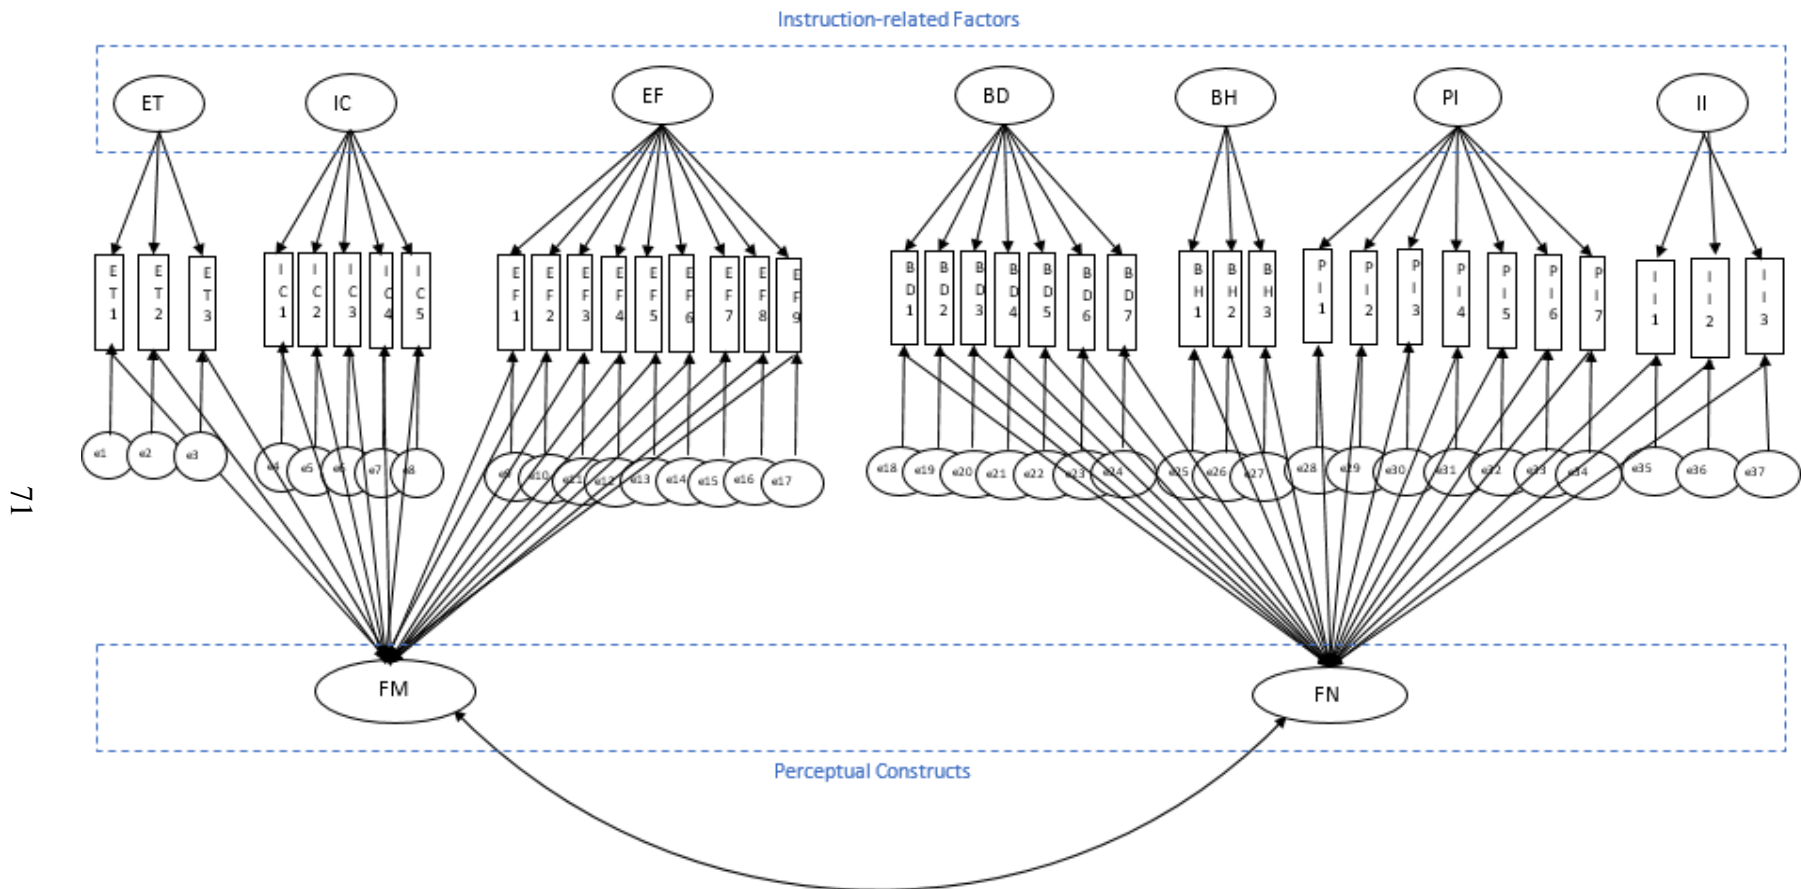 Instruction-related Factors
ET IC EF BD BH PI II
ET1 ET2 ET3 IC1 IC2 IC3 IC4 IC5 EF1 EF2 EF3 EF4 EF5 EF6 EF7 EF8 EF9 BD1 BD2 BD3 BD4 BD5 BD6 BD7 BH1 BH2 BH3 PI1 PI2 PI3 PI4 PI5 PI6 PI7 II1 II2 II3
e1 e2 e3 e4 e5 e6 e7 e8 e9 e10 e11 e12 e13 e14 e15 e16 e17 e18 e19 e20 e21 e22 e23 e24 e25 e26 e27 e28 e29 e30 e31 e32 e33 e34 e35 e36 e37
71
FM FN
Perceptual Constructs